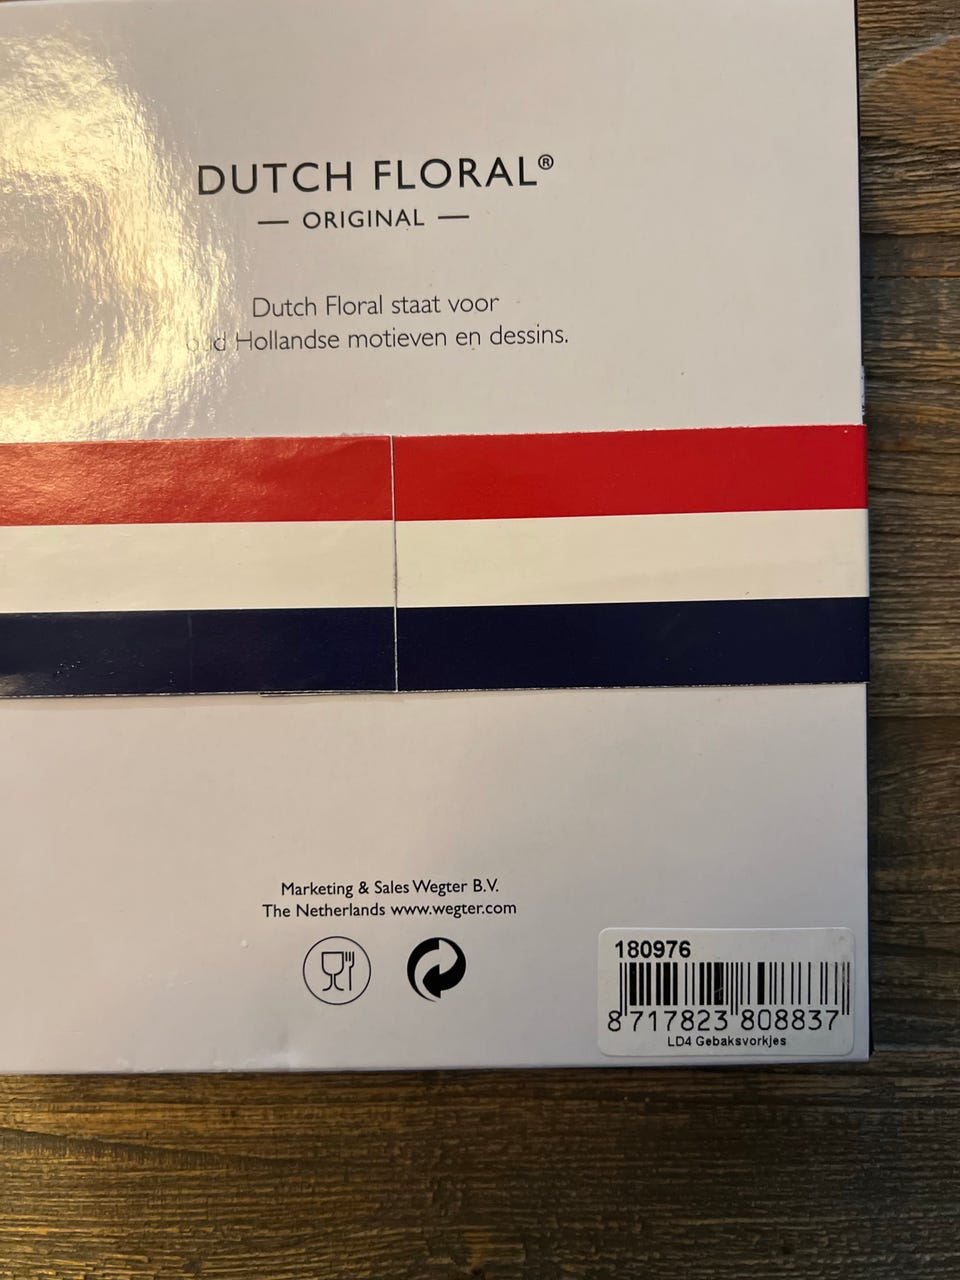 DUTCH FLORAL®
— ORIGINAL —
Dutch Floral staat voor
oud Hollandse motieven en dessins.
Marketing & Sales Wegter B.V.
The Netherlands www.wegter.com
180976
8 717823 808837
LD4 Gebaksvorkjes